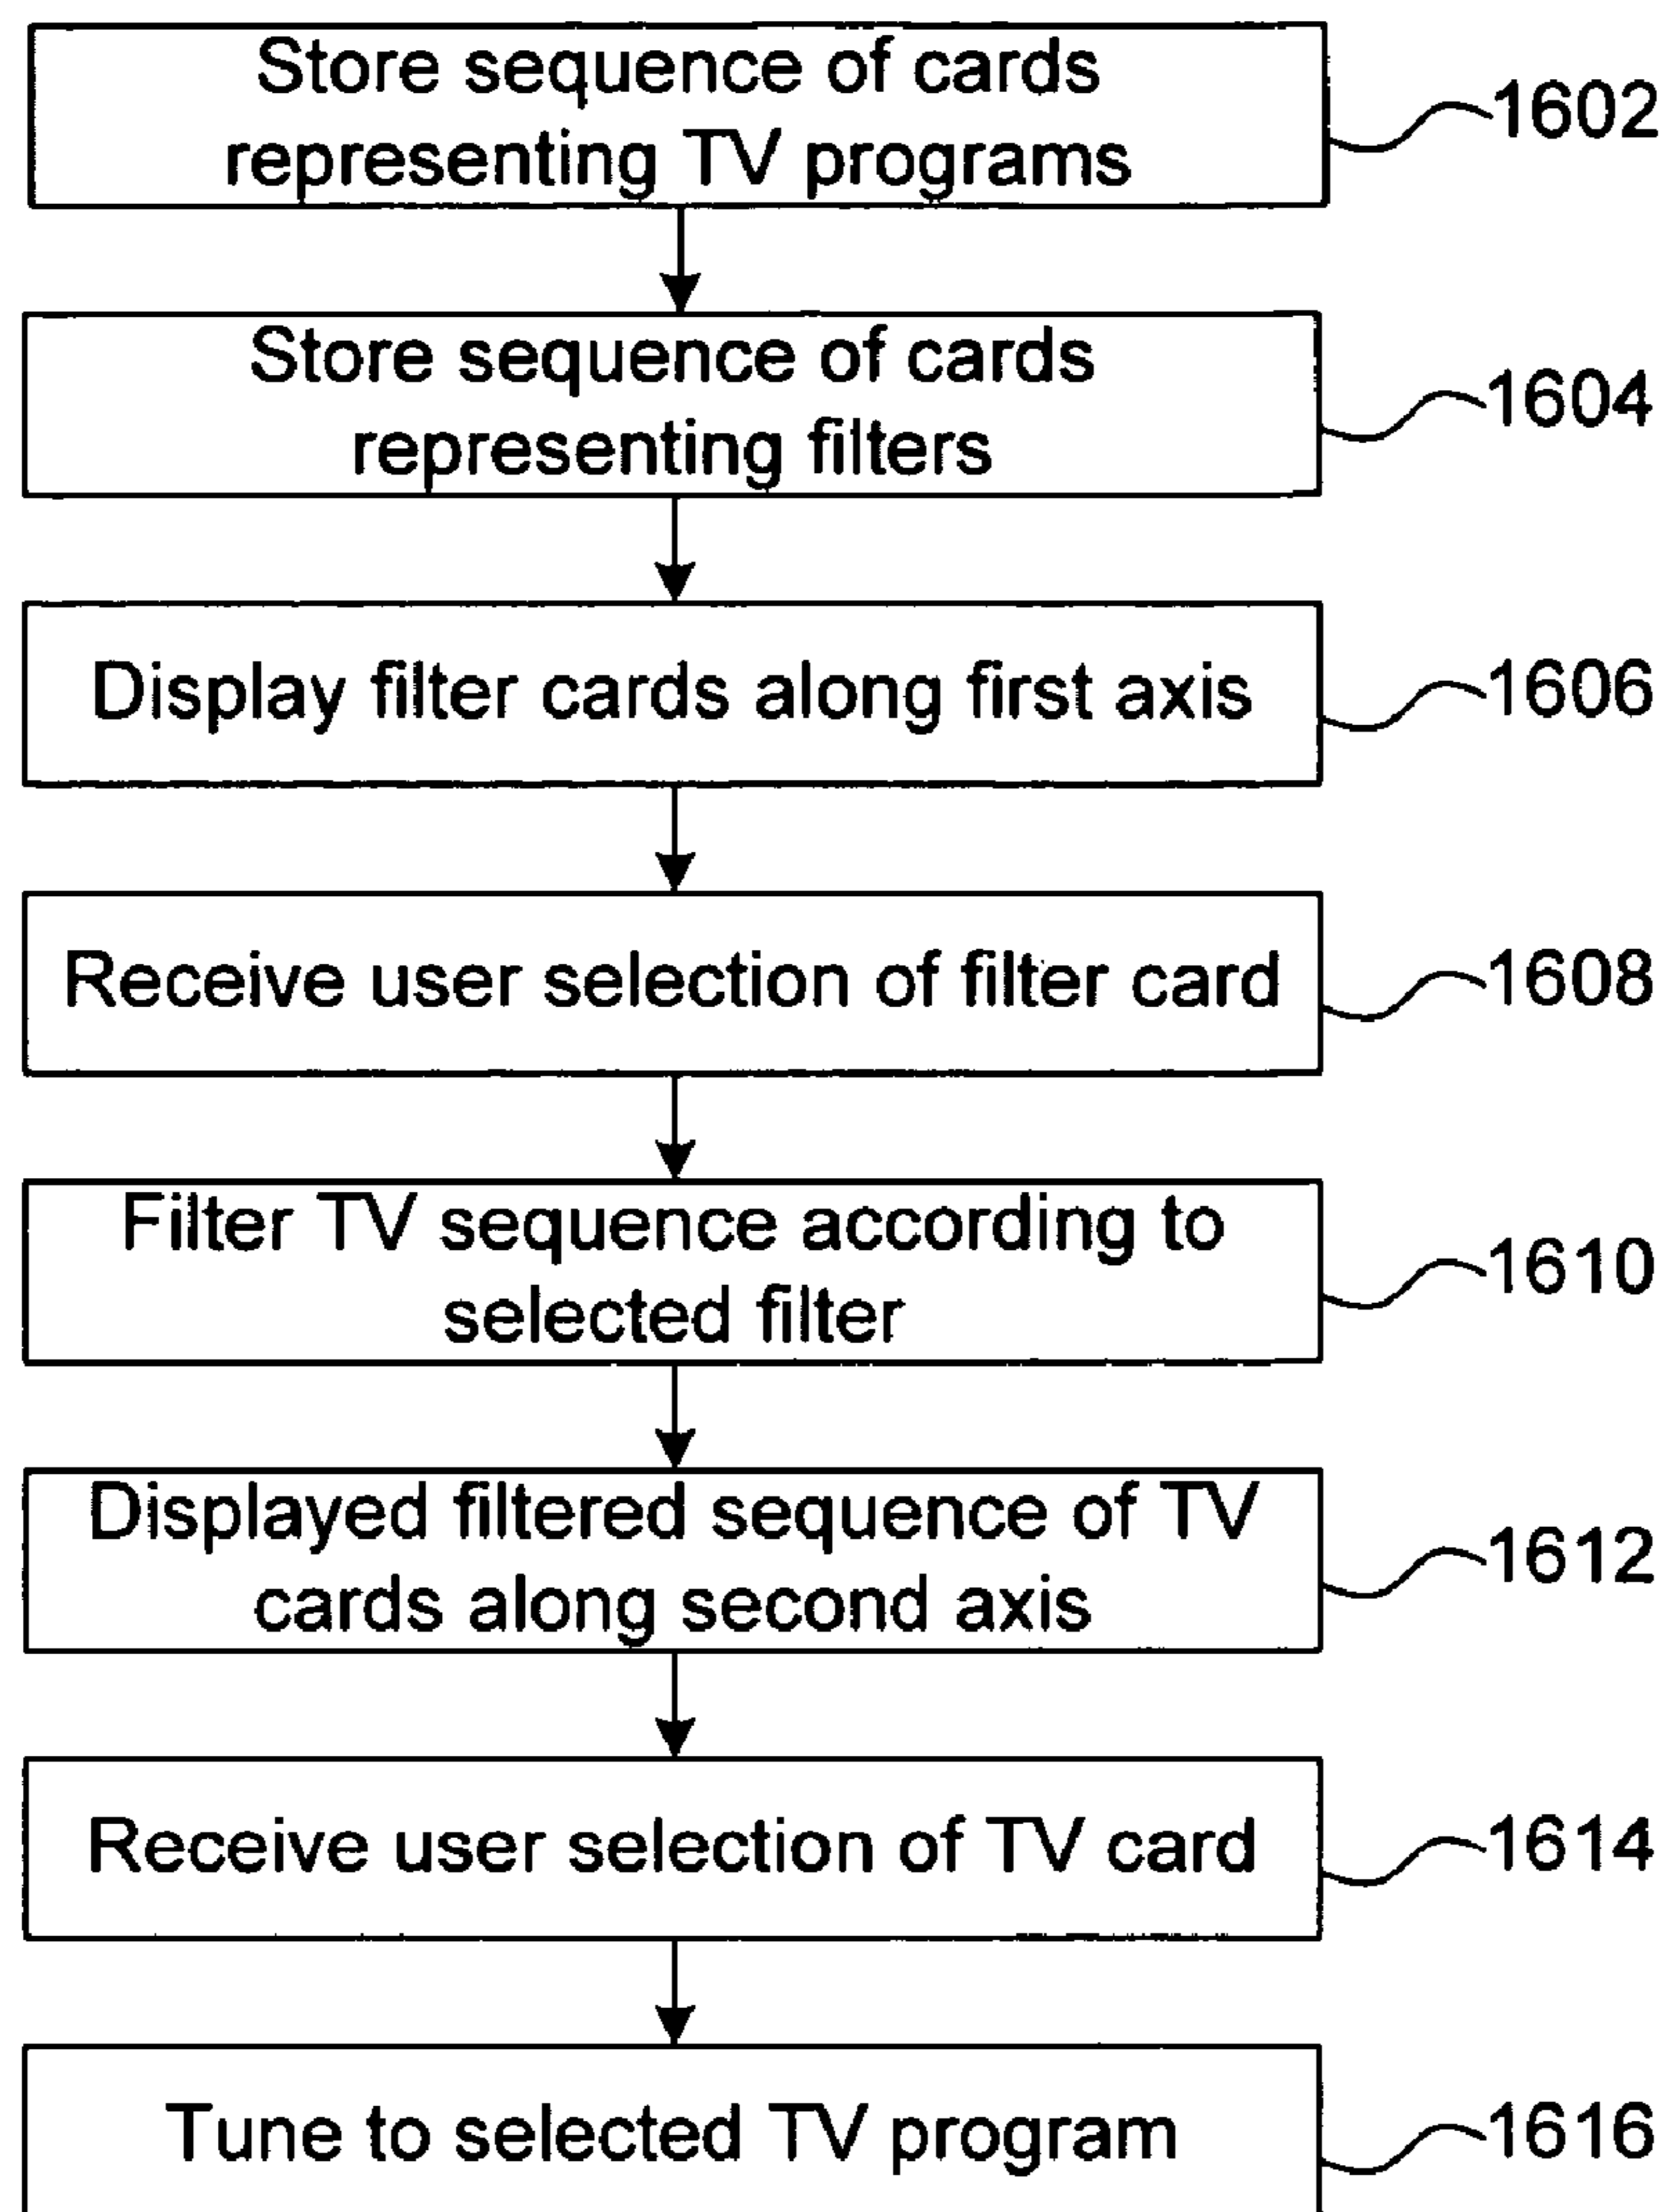 Store sequence of cards
representing TV programs
1602
Store sequence of cards
representing filters
1604
Display filter cards along first axis
1606
Receive user selection of filter card
1608
Filter TV sequence according to
selected filter
1610
Displayed filtered sequence of TV
cards along second axis
1612
Receive user selection of TV card
1614
Tune to selected TV program
1616